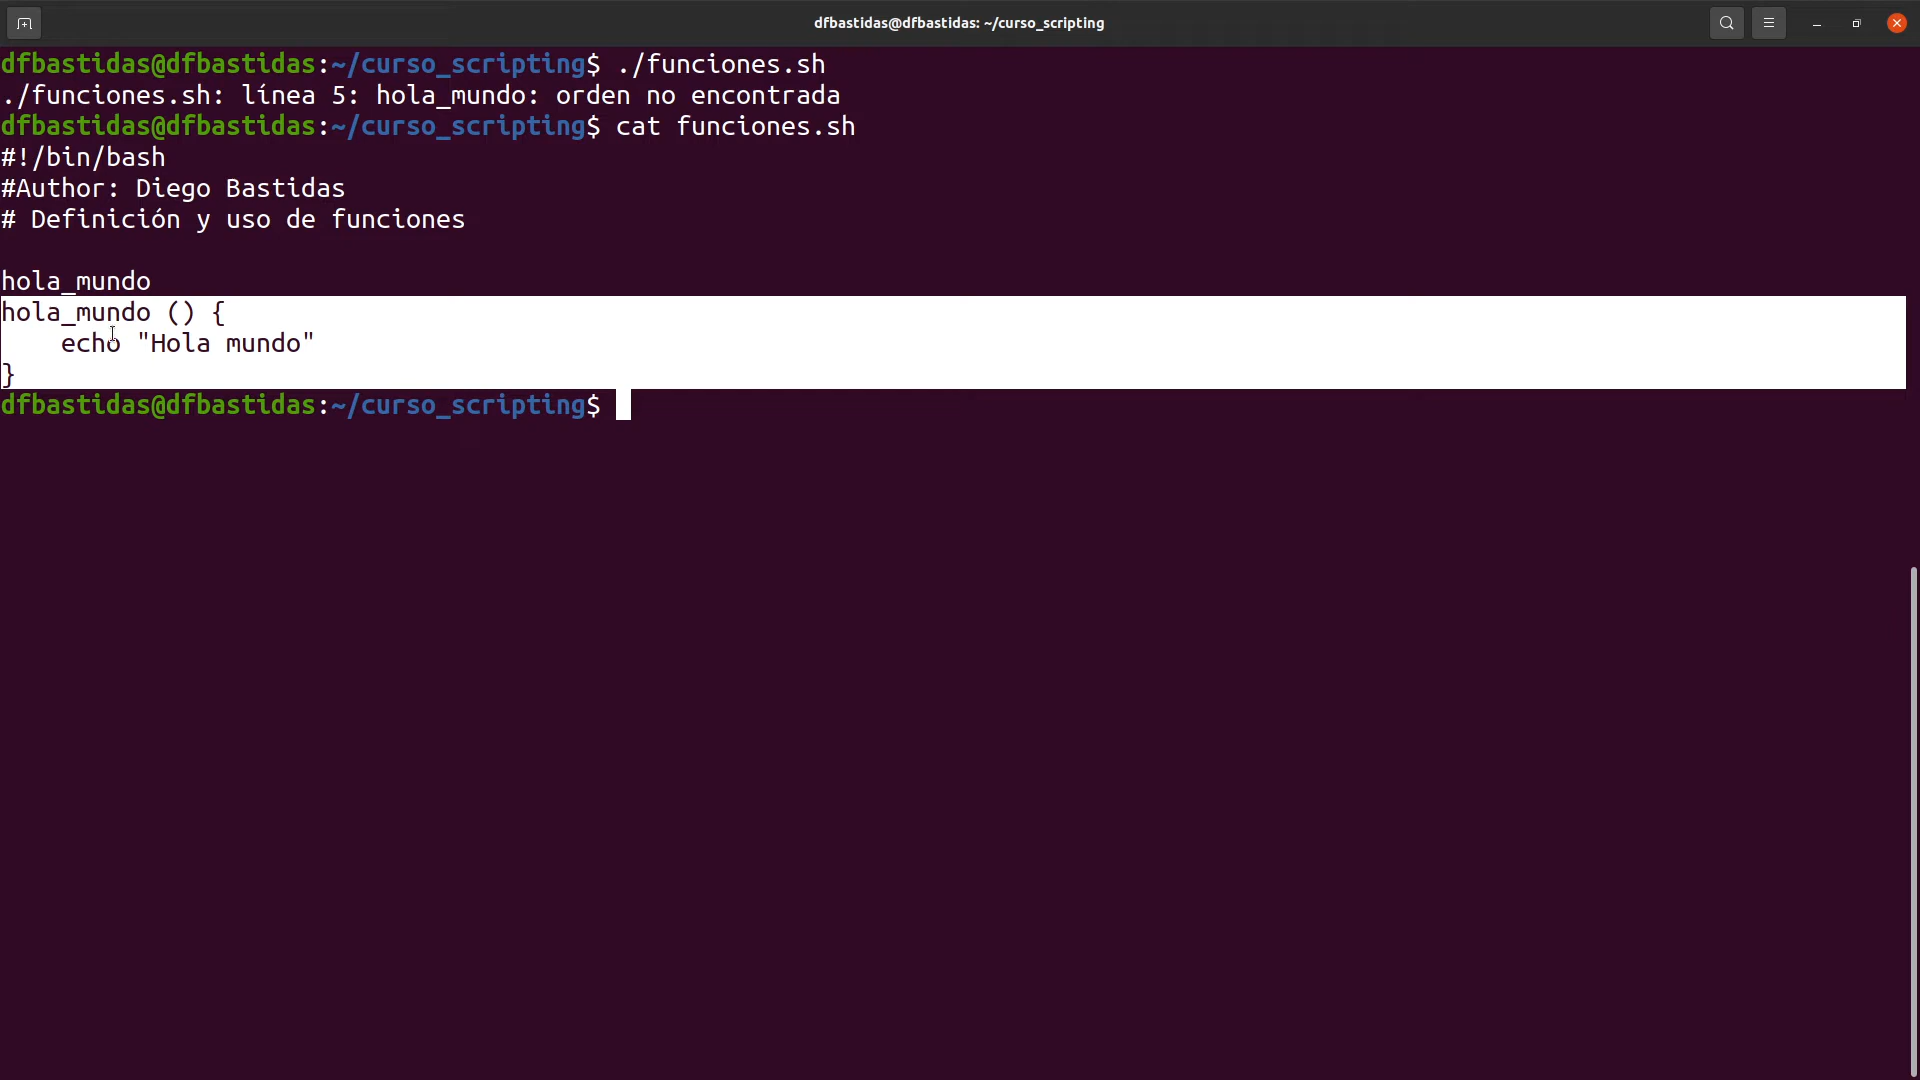 dfbastidas@dfbastidas: ~/curso_scripting
dfbastidas@dfbastidas:~/curso_scripting$ ./funciones.sh
./funciones.sh: línea 5: hola_mundo: orden no encontrada
dfbastidas@dfbastidas:~/curso_scripting$ cat funciones.sh
#!/bin/bash
#Author: Diego Bastidas
# Definición y uso de funciones
hola_mundo
hola_mundo () {
    echo "Hola mundo"
}
dfbastidas@dfbastidas:~/curso_scripting$